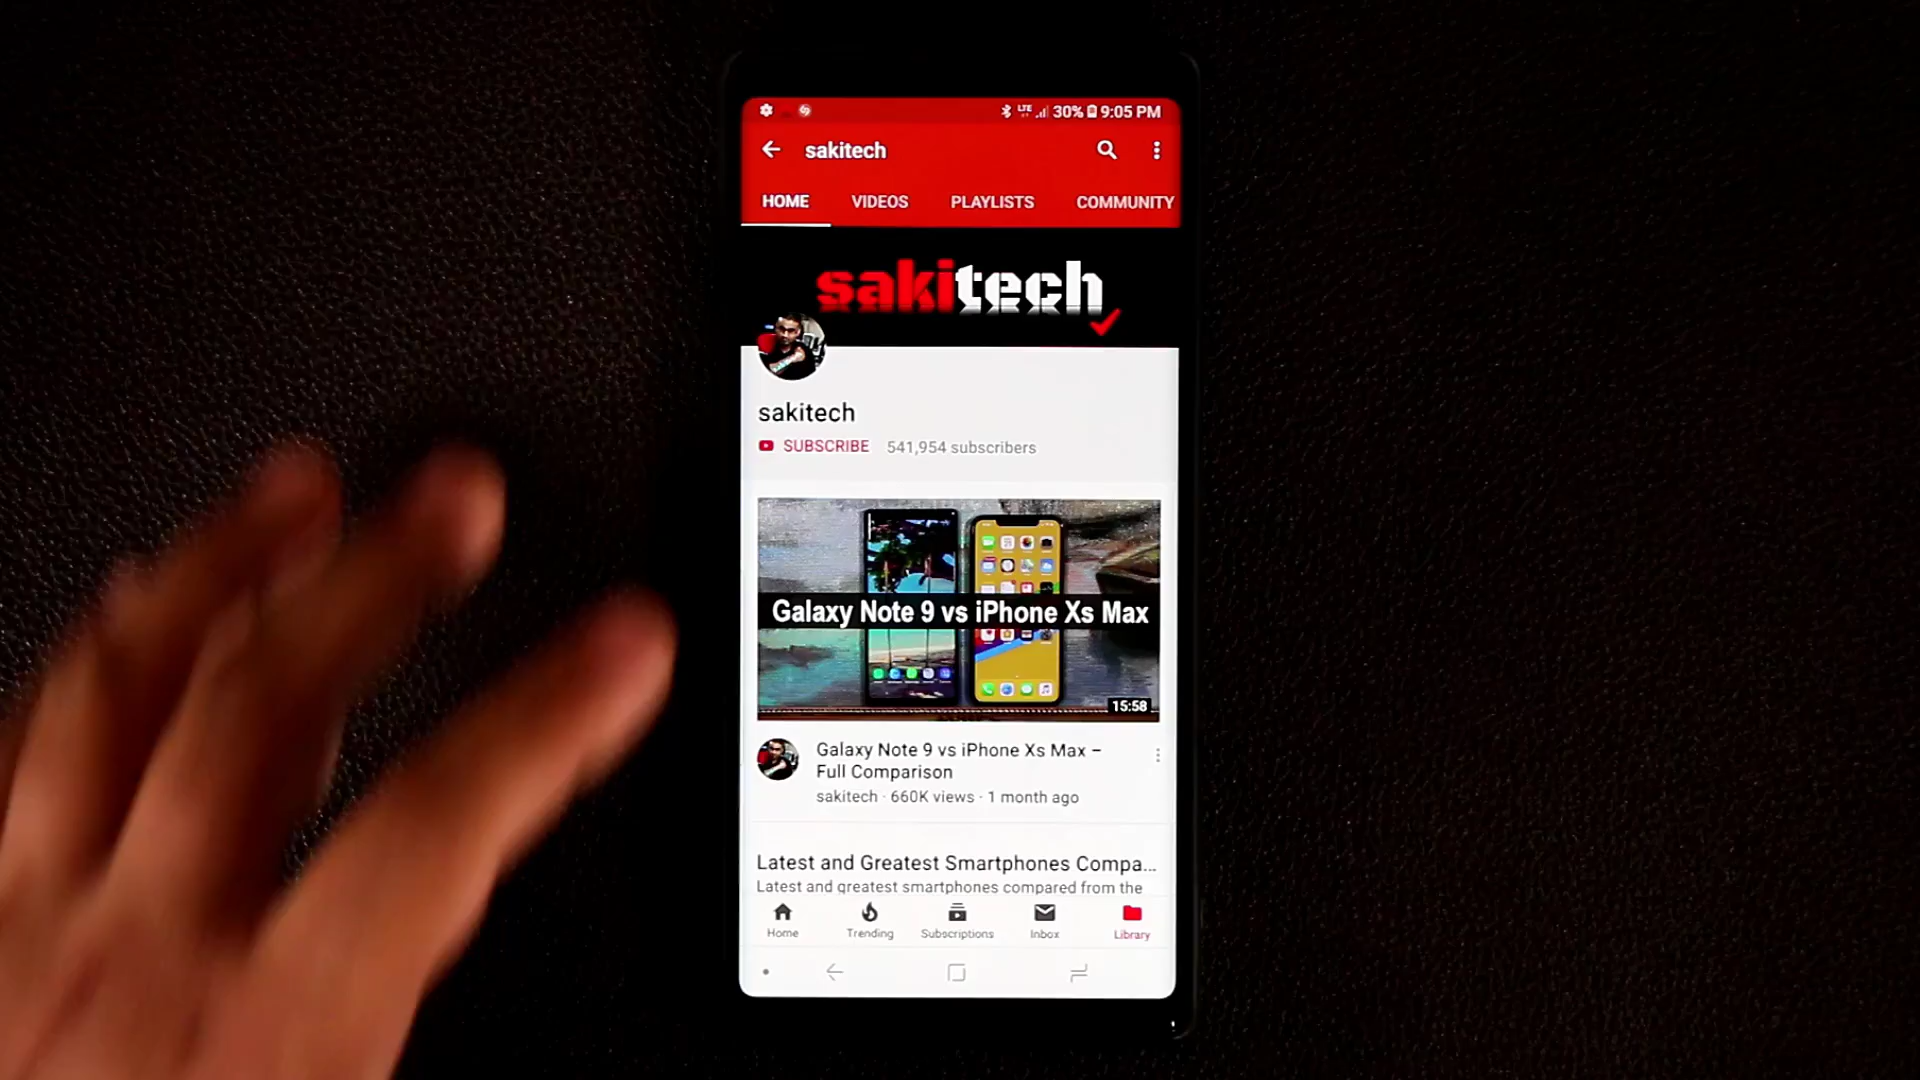 LTE 30% 9:05 PM
sakitech
HOME VIDEOS PLAYLISTS COMMUNITY
sakitech
sakitech
SUBSCRIBE 541,954 subscribers
Galaxy Note 9 vs iPhone Xs Max
15:58
Galaxy Note 9 vs iPhone Xs Max –
Full Comparison
sakitech · 660K views · 1 month ago
Latest and Greatest Smartphones Compa...
Latest and greatest smartphones compared from the
Home Trending Subscriptions Inbox Library